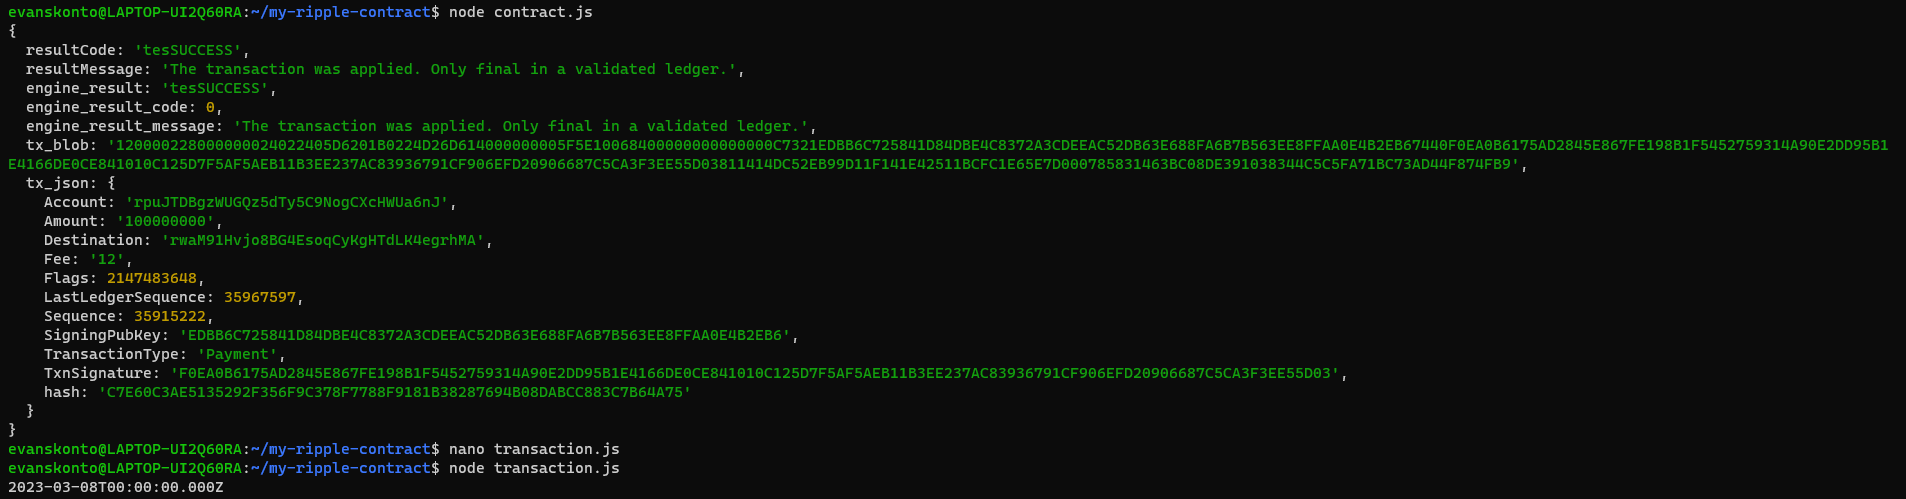 evanskonto@LAPTOP-UI2Q60RA:~/my-ripple-contract$ node contract.js
{
  resultCode: 'tesSUCCESS',
  resultMessage: 'The transaction was applied. Only final in a validated ledger.',
  engine_result: 'tesSUCCESS',
  engine_result_code: 0,
  engine_result_message: 'The transaction was applied. Only final in a validated ledger.',
  tx_blob: '1200002280000000024022405D6201B0224D26D614000000005F5E10068400000000000000C7321EDBB6C725841D84DBE4C8372A3CDEEAC52DB63E688FA6B7B563EE8FFAA0E4B2EB67440F0EA0B6175AD2845E867FE198B1F5452759314A90E2DD95B1
E4166DE0CE841010C125D7F5AF5AEB11B3EE237AC83936791CF906EFD20906687C5CA3F3EE55D03811414DC52EB99D11F141E42511BCFC1E65E7D000785831463BC08DE391038344C5C5FA71BC73AD44F874FB9',
  tx_json: {
    Account: 'rpuJTDBgzWUGQz5dTy5C9NogCXcHWUa6nJ',
    Amount: '100000000',
    Destination: 'rwaM91Hvjo8BG4EsoqCyKgHTdLK4egrhMA',
    Fee: '12',
    Flags: 2147483648,
    LastLedgerSequence: 35967597,
    Sequence: 35915222,
    SigningPubKey: 'EDBB6C725841D84DBE4C8372A3CDEEAC52DB63E688FA6B7B563EE8FFAA0E4B2EB6',
    TransactionType: 'Payment',
    TxnSignature: 'F0EA0B6175AD2845E867FE198B1F5452759314A90E2DD95B1E4166DE0CE841010C125D7F5AF5AEB11B3EE237AC83936791CF906EFD20906687C5CA3F3EE55D03',
    hash: 'C7E60C3AE5135292F356F9C378F7788F9181B38287694B08DABCC883C7B64A75'
  }
}
evanskonto@LAPTOP-UI2Q60RA:~/my-ripple-contract$ nano transaction.js
evanskonto@LAPTOP-UI2Q60RA:~/my-ripple-contract$ node transaction.js
2023-03-08T00:00:00.000Z